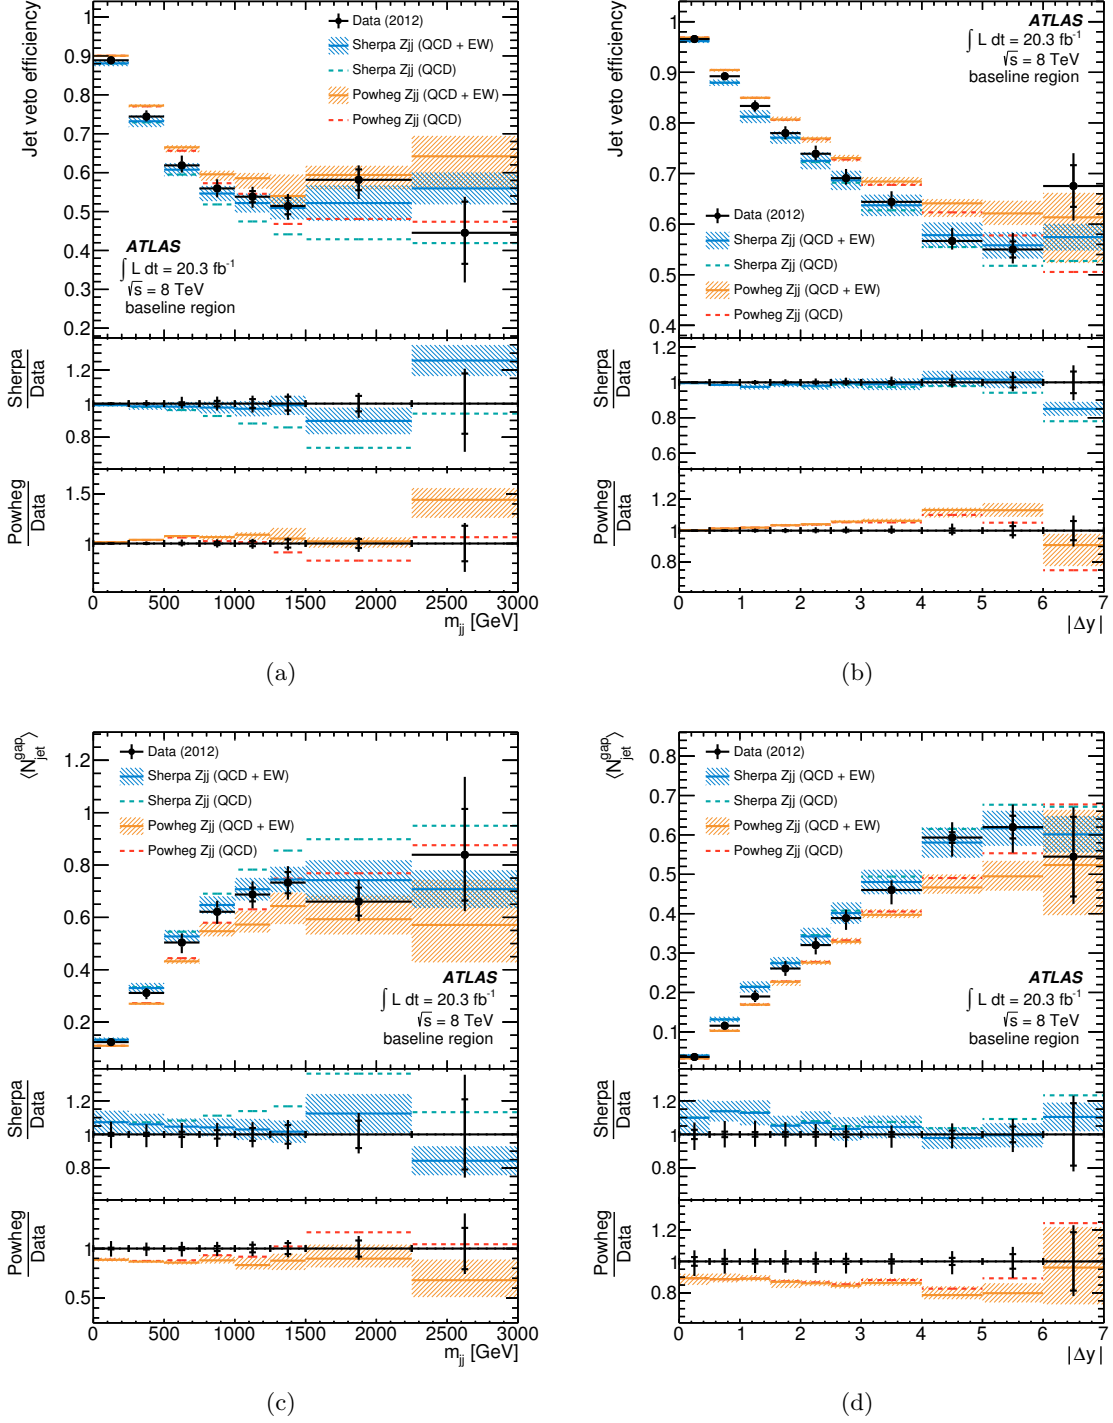 Jet veto efficiency
1
0.9
0.8
0.7
0.6
0.5
0.4
0.3
0.2
Data (2012)
Sherpa Zjj (QCD + EW)
Sherpa Zjj (QCD)
Powheg Zjj (QCD + EW)
Powheg Zjj (QCD)
ATLAS
∫ L dt = 20.3 fb⁻¹
√s = 8 TeV
baseline region
Sherpa
Data
1.2
1
0.8
Powheg
Data
1.5
1
0 500 1000 1500 2000 2500 3000
m_jj [GeV]
(a)
Jet veto efficiency
1
0.9
0.8
0.7
0.6
0.5
0.4
ATLAS
∫ L dt = 20.3 fb⁻¹
√s = 8 TeV
baseline region
Data (2012)
Sherpa Zjj (QCD + EW)
Sherpa Zjj (QCD)
Powheg Zjj (QCD + EW)
Powheg Zjj (QCD)
Sherpa
Data
1.2
1
0.8
0.6
Powheg
Data
1.2
1
0.8
0 1 2 3 4 5 6 7
|Δy|
(b)
⟨N_jet^gap⟩
1.2
1
0.8
0.6
0.4
0.2
Data (2012)
Sherpa Zjj (QCD + EW)
Sherpa Zjj (QCD)
Powheg Zjj (QCD + EW)
Powheg Zjj (QCD)
ATLAS
∫ L dt = 20.3 fb⁻¹
√s = 8 TeV
baseline region
Sherpa
Data
1.2
1
0.8
Powheg
Data
1
0.5
0 500 1000 1500 2000 2500 3000
m_jj [GeV]
(c)
⟨N_jet^gap⟩
0.8
0.7
0.6
0.5
0.4
0.3
0.2
0.1
Data (2012)
Sherpa Zjj (QCD + EW)
Sherpa Zjj (QCD)
Powheg Zjj (QCD + EW)
Powheg Zjj (QCD)
ATLAS
∫ L dt = 20.3 fb⁻¹
√s = 8 TeV
baseline region
Sherpa
Data
1.2
1
0.8
Powheg
Data
1.2
1
0.8
0 1 2 3 4 5 6 7
|Δy|
(d)